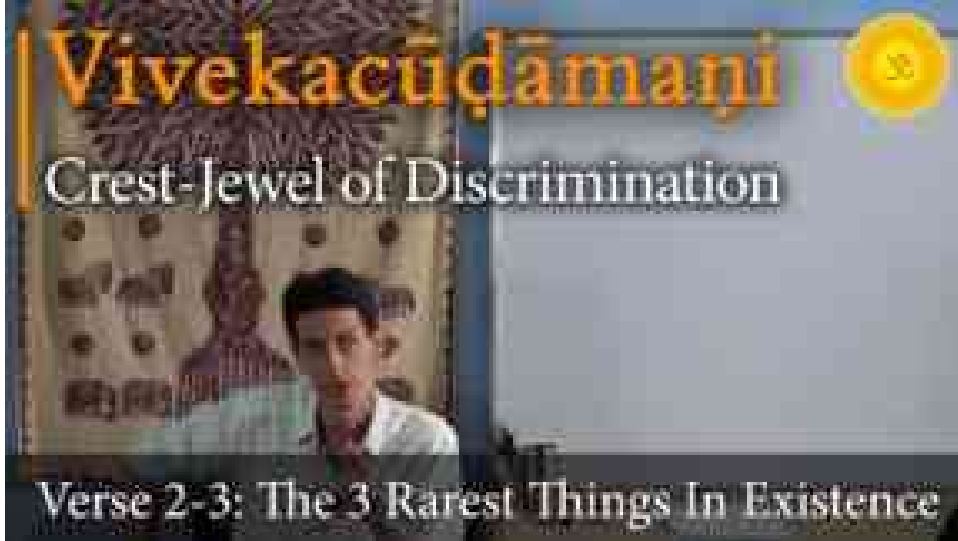 Vivekacūḍāmaṇi
Crest-Jewel of Discrimination
Verse 2-3: The 3 Rarest Things In Existence